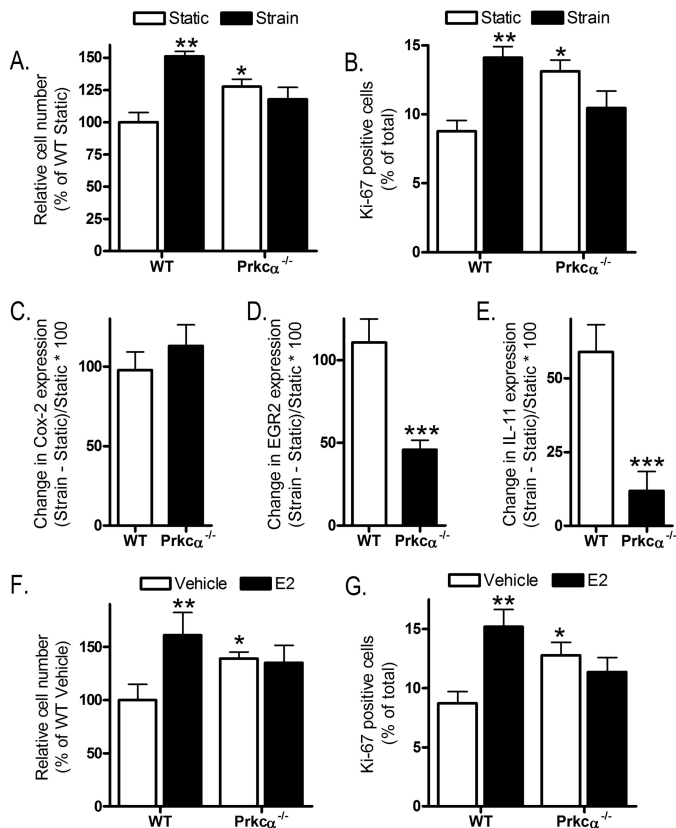 Static Strain
Static Strain
A.
Relative cell number
(% of WT Static)
150
125
100
75
50
25
0
**
*
WT Prkcα -/-
B.
Ki-67 positive cells
(% of total)
15
10
5
0
**
*
WT Prkcα -/-
C.
Change in Cox-2 expression
(Strain - Static)/Static * 100
100
50
0
WT Prkcα -/-
D.
Change in EGR2 expression
(Strain - Static)/Static * 100
100
50
0
***
WT Prkcα -/-
E.
Change in IL-11 expression
(Strain - Static)/Static * 100
50
25
0
***
WT Prkcα -/-
F.
Vehicle E2
Relative cell number
(% of WT Vehicle)
150
100
50
0
**
*
WT Prkcα -/-
G.
Vehicle E2
Ki-67 positive cells
(% of total)
15
10
5
0
**
*
WT Prkcα -/-